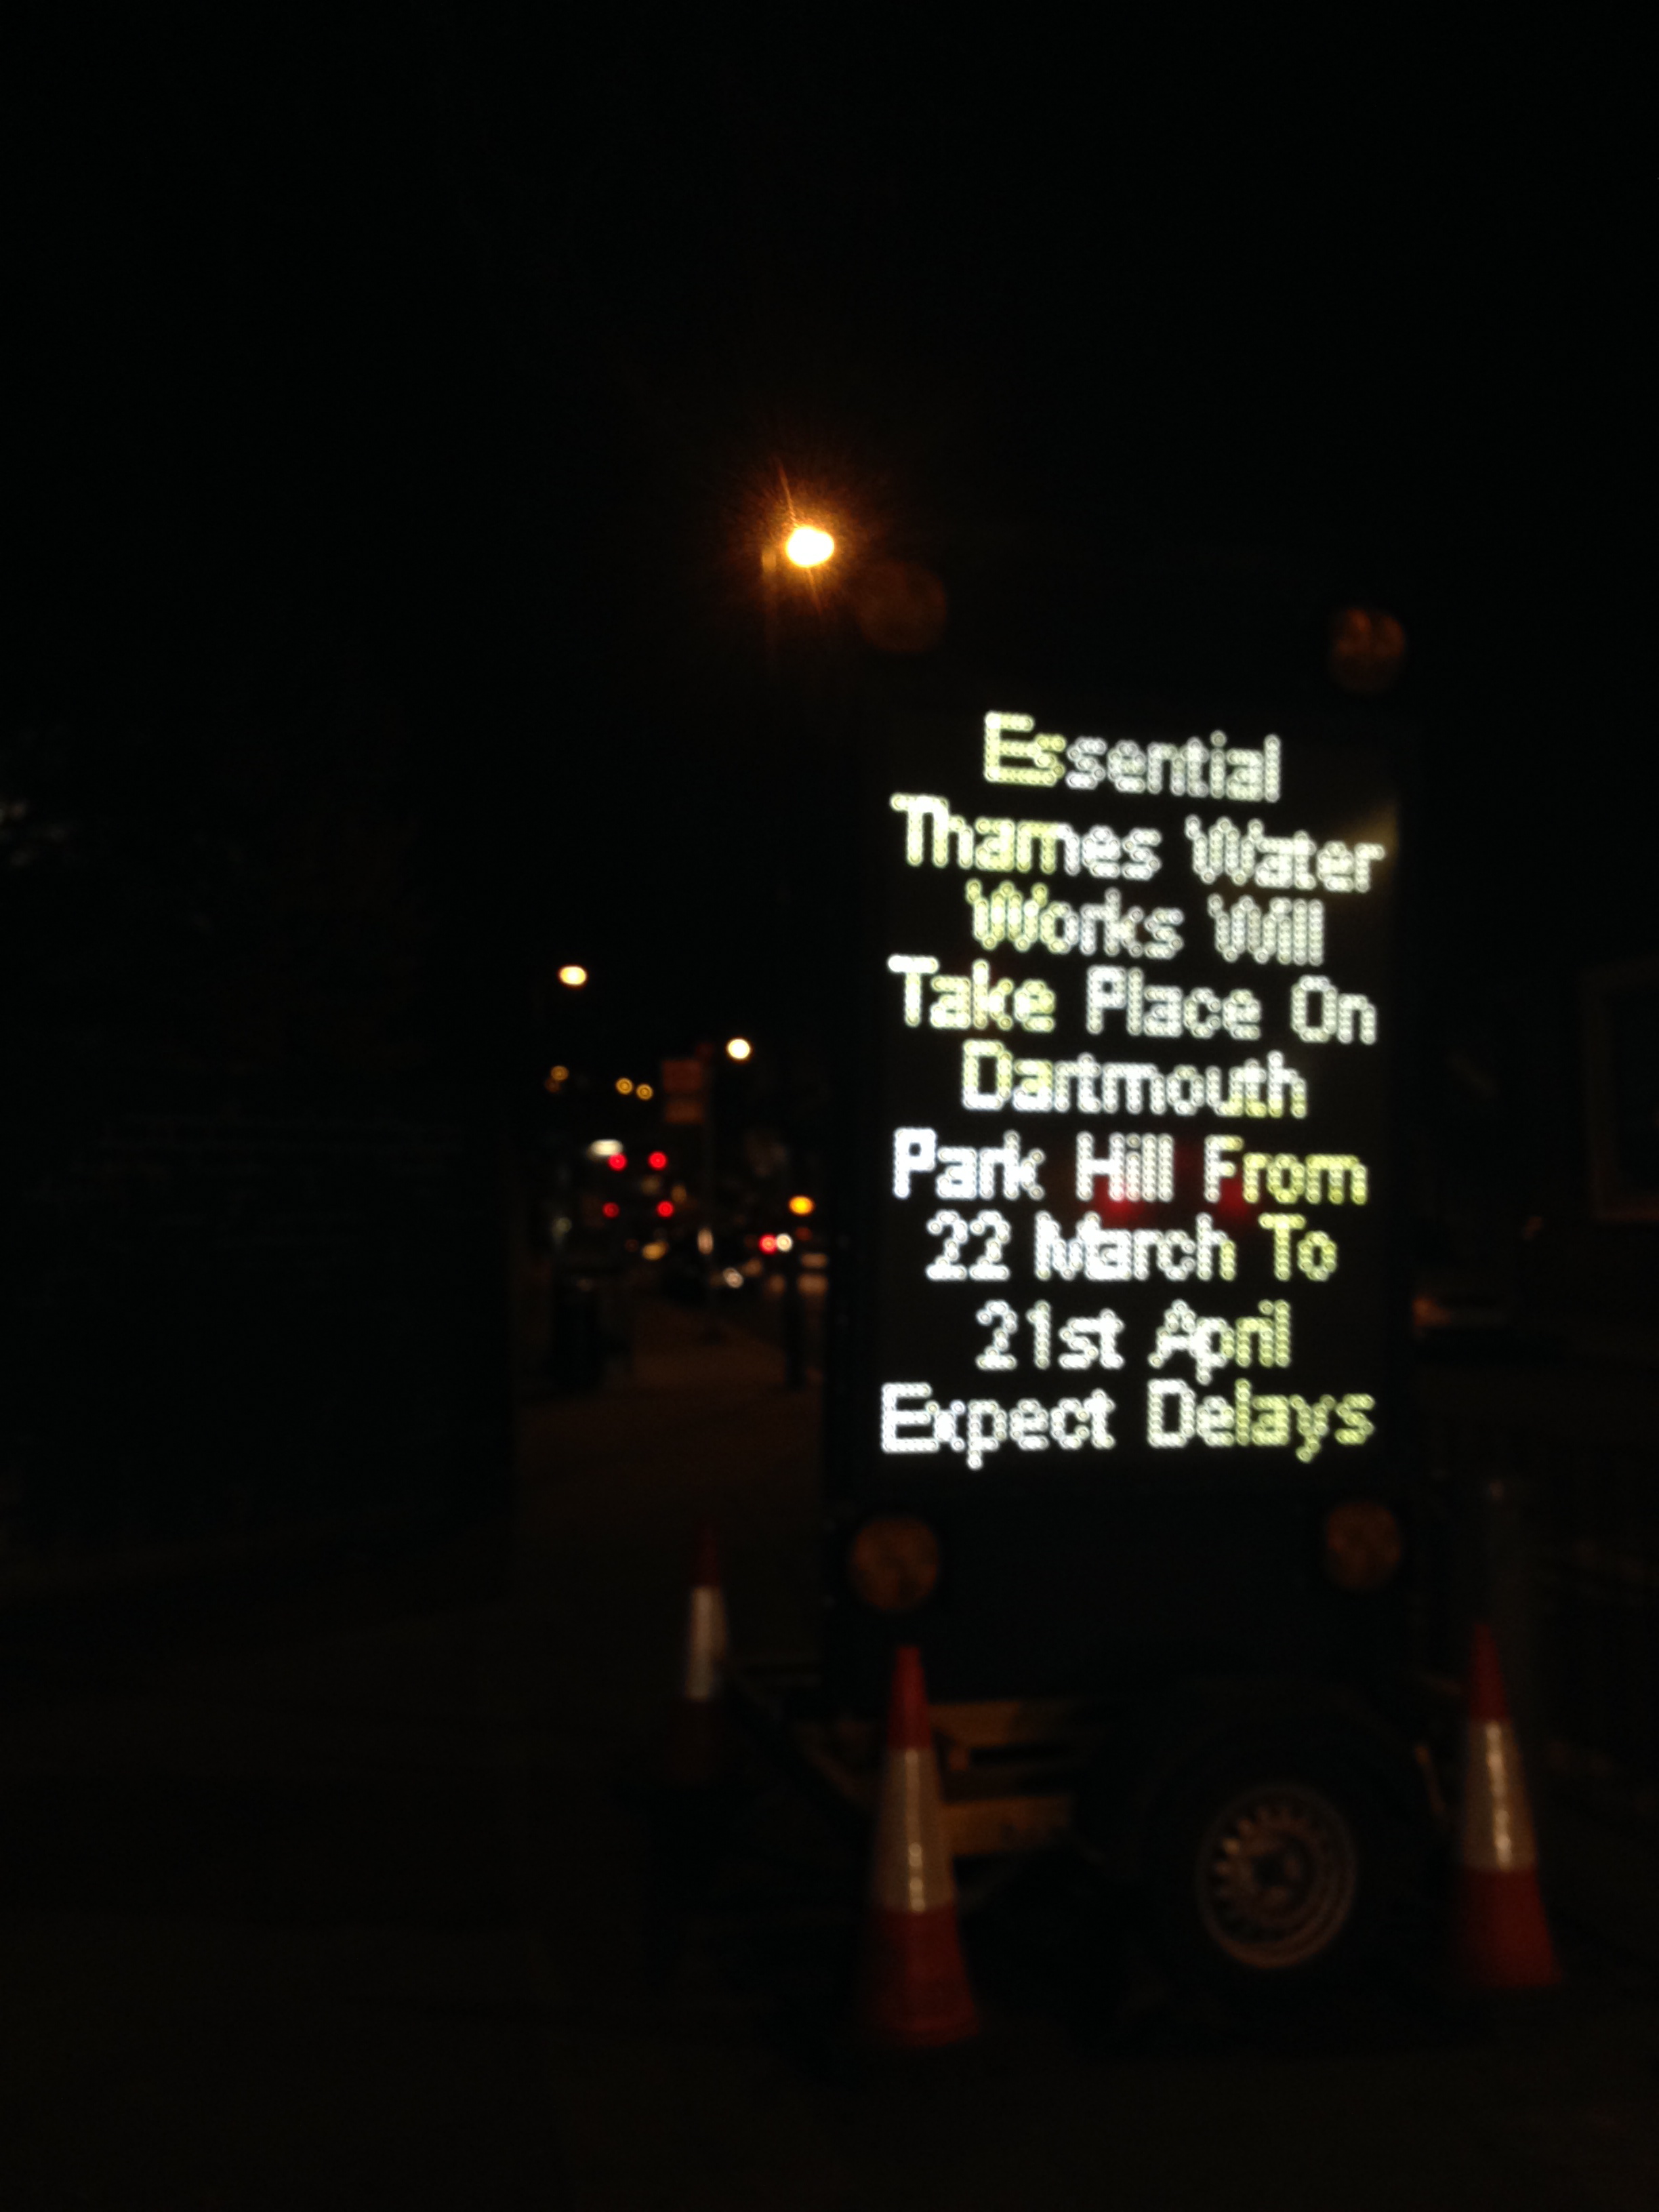 Essential
Thames Water
Works Will
Take Place On
Dartmouth
Park Hill From
22 March To
21st April
Expect Delays